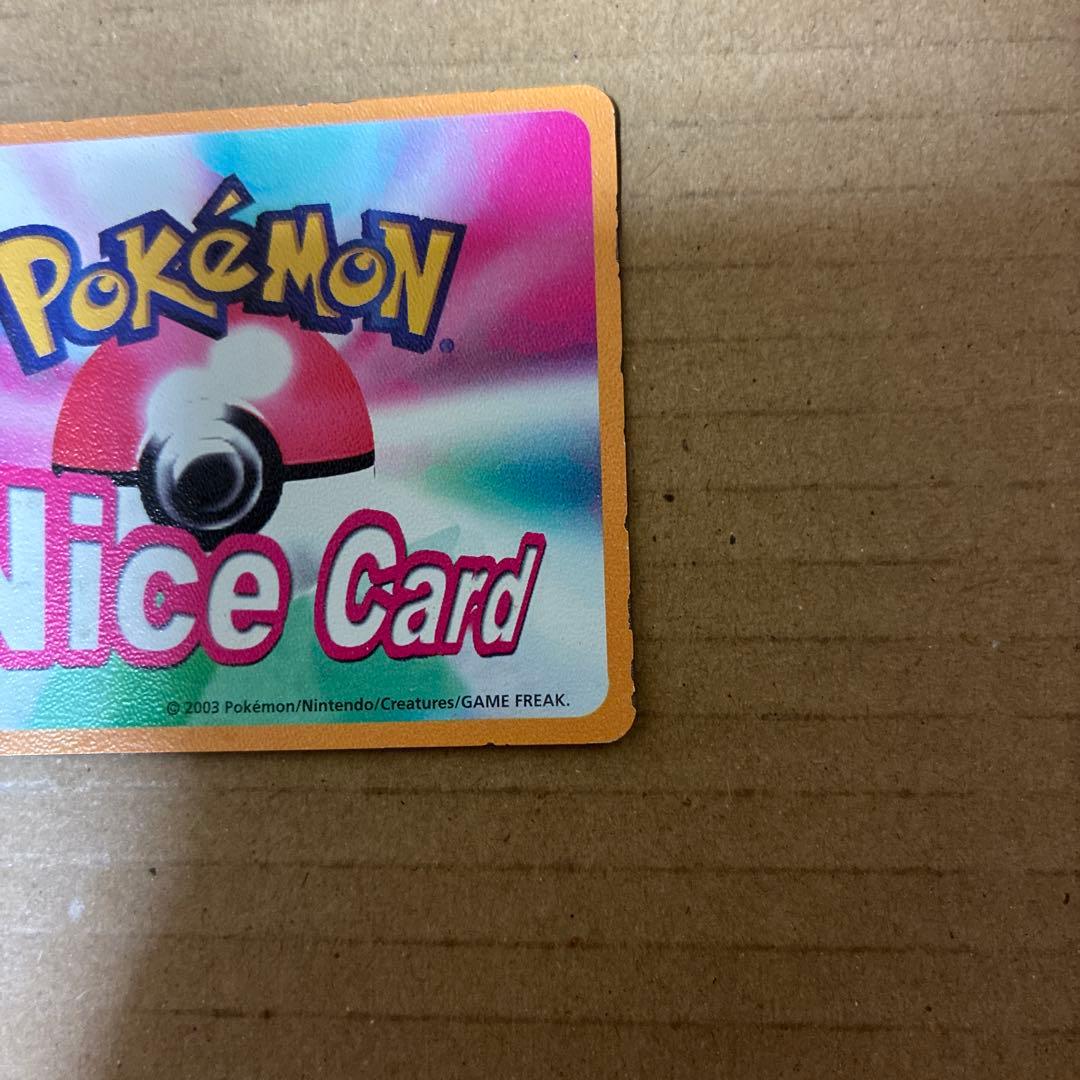 POKéMON®
Nice Card
© 2003 Pokémon/Nintendo/Creatures/GAME FREAK.